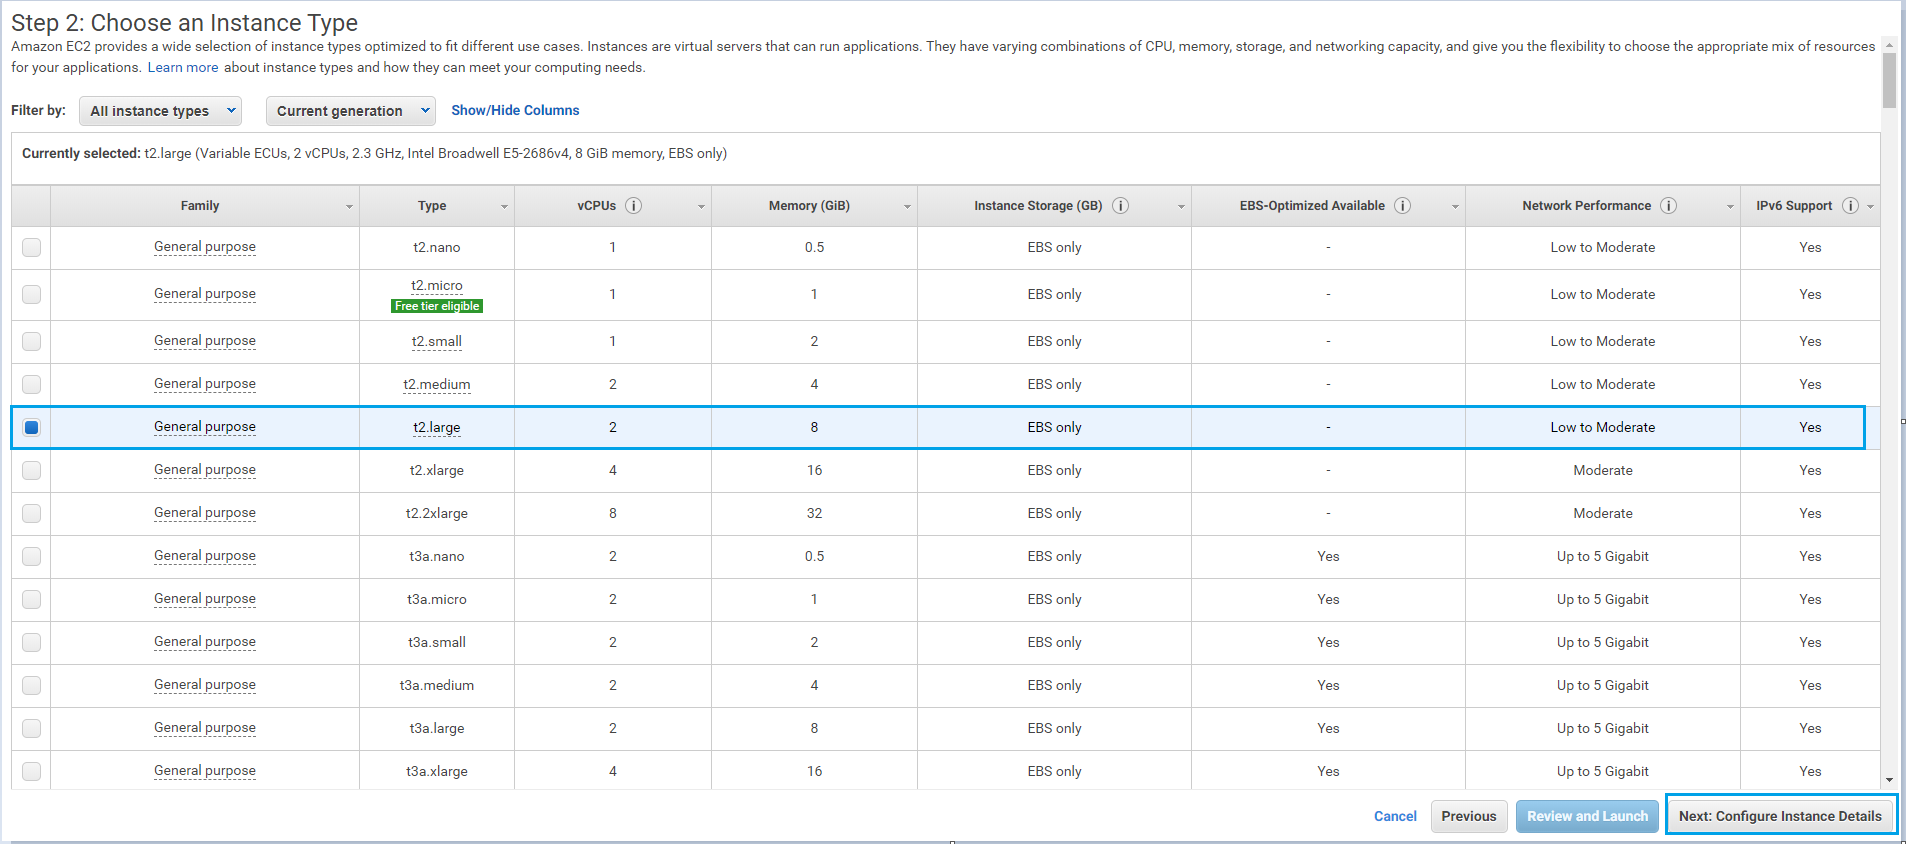 Step 2: Choose an Instance Type
Amazon EC2 provides a wide selection of instance types optimized to fit different use cases. Instances are virtual servers that can run applications. They have varying combinations of CPU, memory, storage, and networking capacity, and give you the flexibility to choose the appropriate mix of resources
for your applications. Learn more about instance types and how they can meet your computing needs.
Filter by: All instance types Current generation Show/Hide Columns
Currently selected: t2.large (Variable ECUs, 2 vCPUs, 2.3 GHz, Intel Broadwell E5-2686v4, 8 GiB memory, EBS only)
Family Type vCPUs i Memory (GiB) Instance Storage (GB) i EBS-Optimized Available i Network Performance i IPv6 Support i
General purpose t2.nano 1 0.5 EBS only - Low to Moderate Yes
General purpose t2.micro 1 1 EBS only - Low to Moderate Yes
Free tier eligible
General purpose t2.small 1 2 EBS only - Low to Moderate Yes
General purpose t2.medium 2 4 EBS only - Low to Moderate Yes
General purpose t2.large 2 8 EBS only - Low to Moderate Yes
General purpose t2.xlarge 4 16 EBS only - Moderate Yes
General purpose t2.2xlarge 8 32 EBS only - Moderate Yes
General purpose t3a.nano 2 0.5 EBS only Yes Up to 5 Gigabit Yes
General purpose t3a.micro 2 1 EBS only Yes Up to 5 Gigabit Yes
General purpose t3a.small 2 2 EBS only Yes Up to 5 Gigabit Yes
General purpose t3a.medium 2 4 EBS only Yes Up to 5 Gigabit Yes
General purpose t3a.large 2 8 EBS only Yes Up to 5 Gigabit Yes
General purpose t3a.xlarge 4 16 EBS only Yes Up to 5 Gigabit Yes
Cancel Previous Review and Launch Next: Configure Instance Details